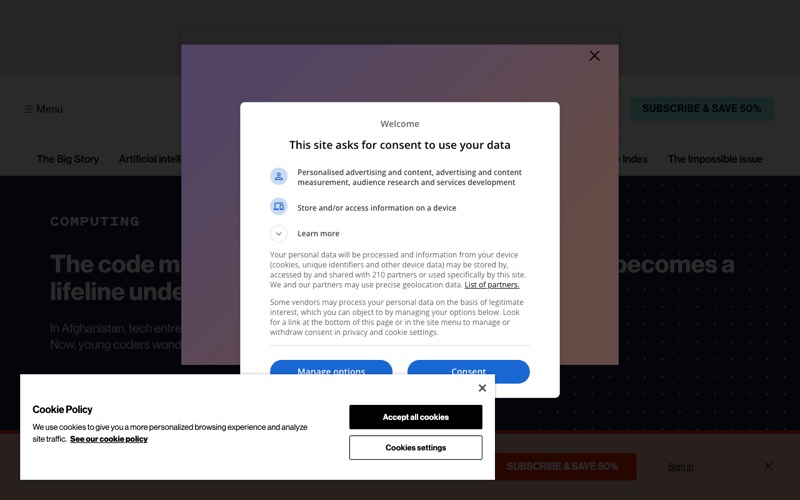 Menu
SUBSCRIBE & SAVE 50%
The Big Story
Artificial intell
e Index
The Impossible issue
COMPUTING
The code m
becomes a
lifeline unde
In Afghanistan, tech entre
Now, young coders wond
Welcome
This site asks for consent to use your data
Personalised advertising and content, advertising and content
measurement, audience research and services development
Store and/or access information on a device
Learn more
Your personal data will be processed and information from your device
(cookies, unique identifiers and other device data) may be stored by,
accessed by and shared with 210 partners or used specifically by this site.
We and our partners may use precise geolocation data. List of partners.
Some vendors may process your personal data on the basis of legitimate
interest, which you can object to by managing your options below. Look
for a link at the bottom of this page or in the site menu to manage or
withdraw consent in privacy and cookie settings.
Manage options
Consent
Cookie Policy
We use cookies to give you a more personalized browsing experience and analyze
site traffic. See our cookie policy
Accept all cookies
Cookies settings
SUBSCRIBE & SAVE 50%
Sign in